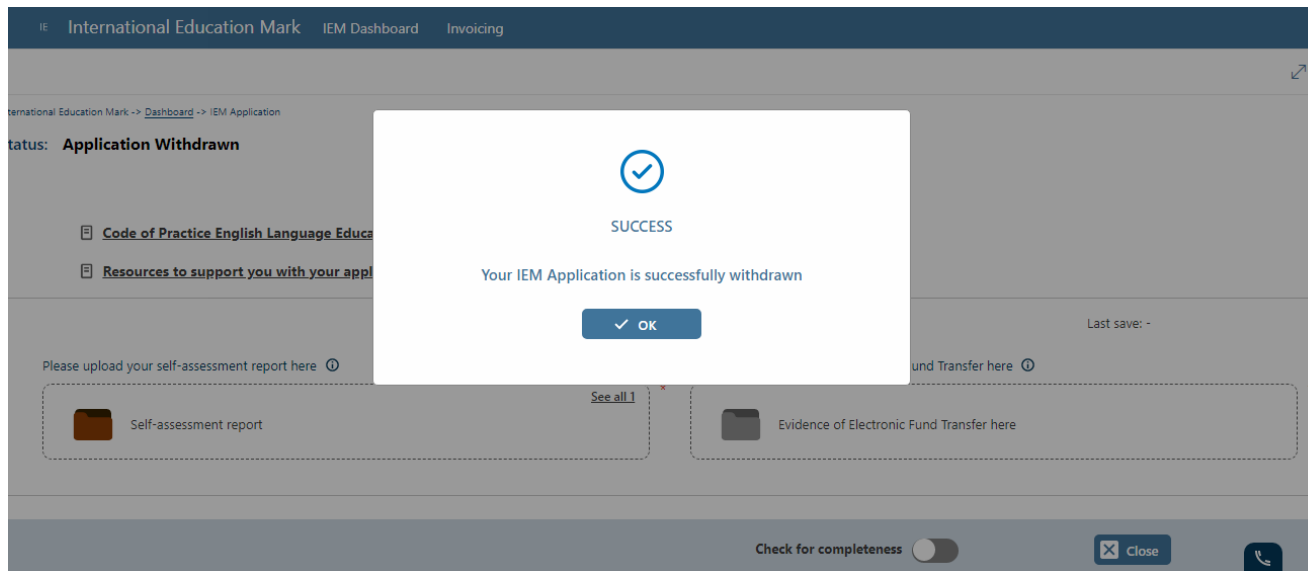 IE International Education Mark IEM Dashboard Invoicing
ternational Education Mark -> Dashboard -> IEM Application
tatus: Application Withdrawn
SUCCESS
Code of Practice English Language Educa
Resources to support you with your appl
Your IEM Application is successfully withdrawn
OK
Last save: -
Please upload your self-assessment report here
und Transfer here
See all 1 *
Self-assessment report
Evidence of Electronic Fund Transfer here
Check for completeness
Close